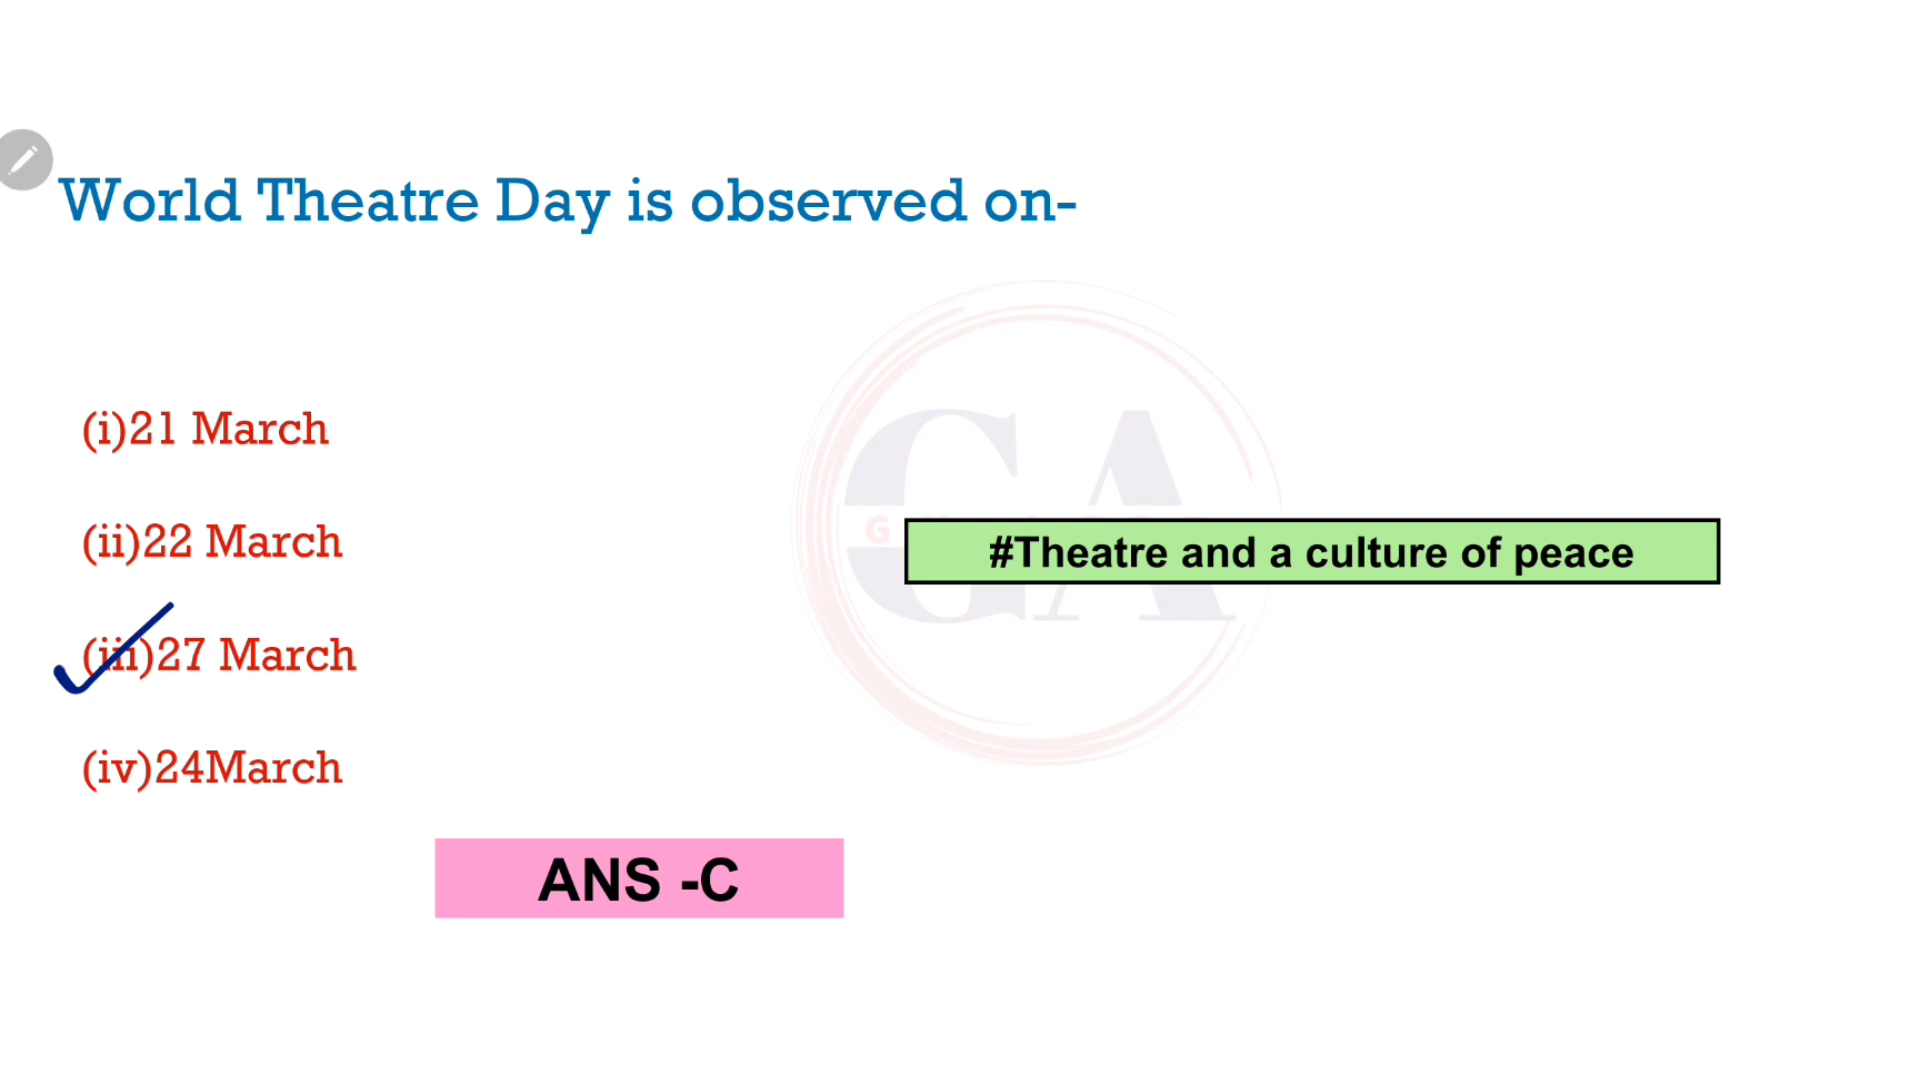 World Theatre Day is observed on-
(i)21 March
(ii)22 March
(iii)27 March
(iv)24March
GA
G
#Theatre and a culture of peace
ANS -C